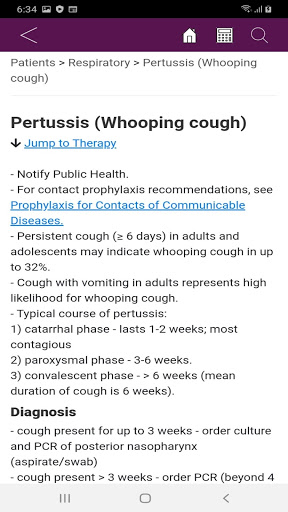 6:34
Patients > Respiratory > Pertussis (Whooping
cough)
Pertussis (Whooping cough)
Jump to Therapy
- Notify Public Health.
- For contact prophylaxis recommendations, see
Prophylaxis for Contacts of Communicable
Diseases.
- Persistent cough (≥ 6 days) in adults and
adolescents may indicate whooping cough in up
to 32%.
- Cough with vomiting in adults represents high
likelihood for whooping cough.
- Typical course of pertussis:
1) catarrhal phase - lasts 1-2 weeks; most
contagious
2) paroxysmal phase - 3-6 weeks.
3) convalescent phase - > 6 weeks (mean
duration of cough is 6 weeks).
Diagnosis
- cough present for up to 3 weeks - order culture
and PCR of posterior nasopharynx
(aspirate/swab)
- cough present > 3 weeks - order PCR (beyond 4